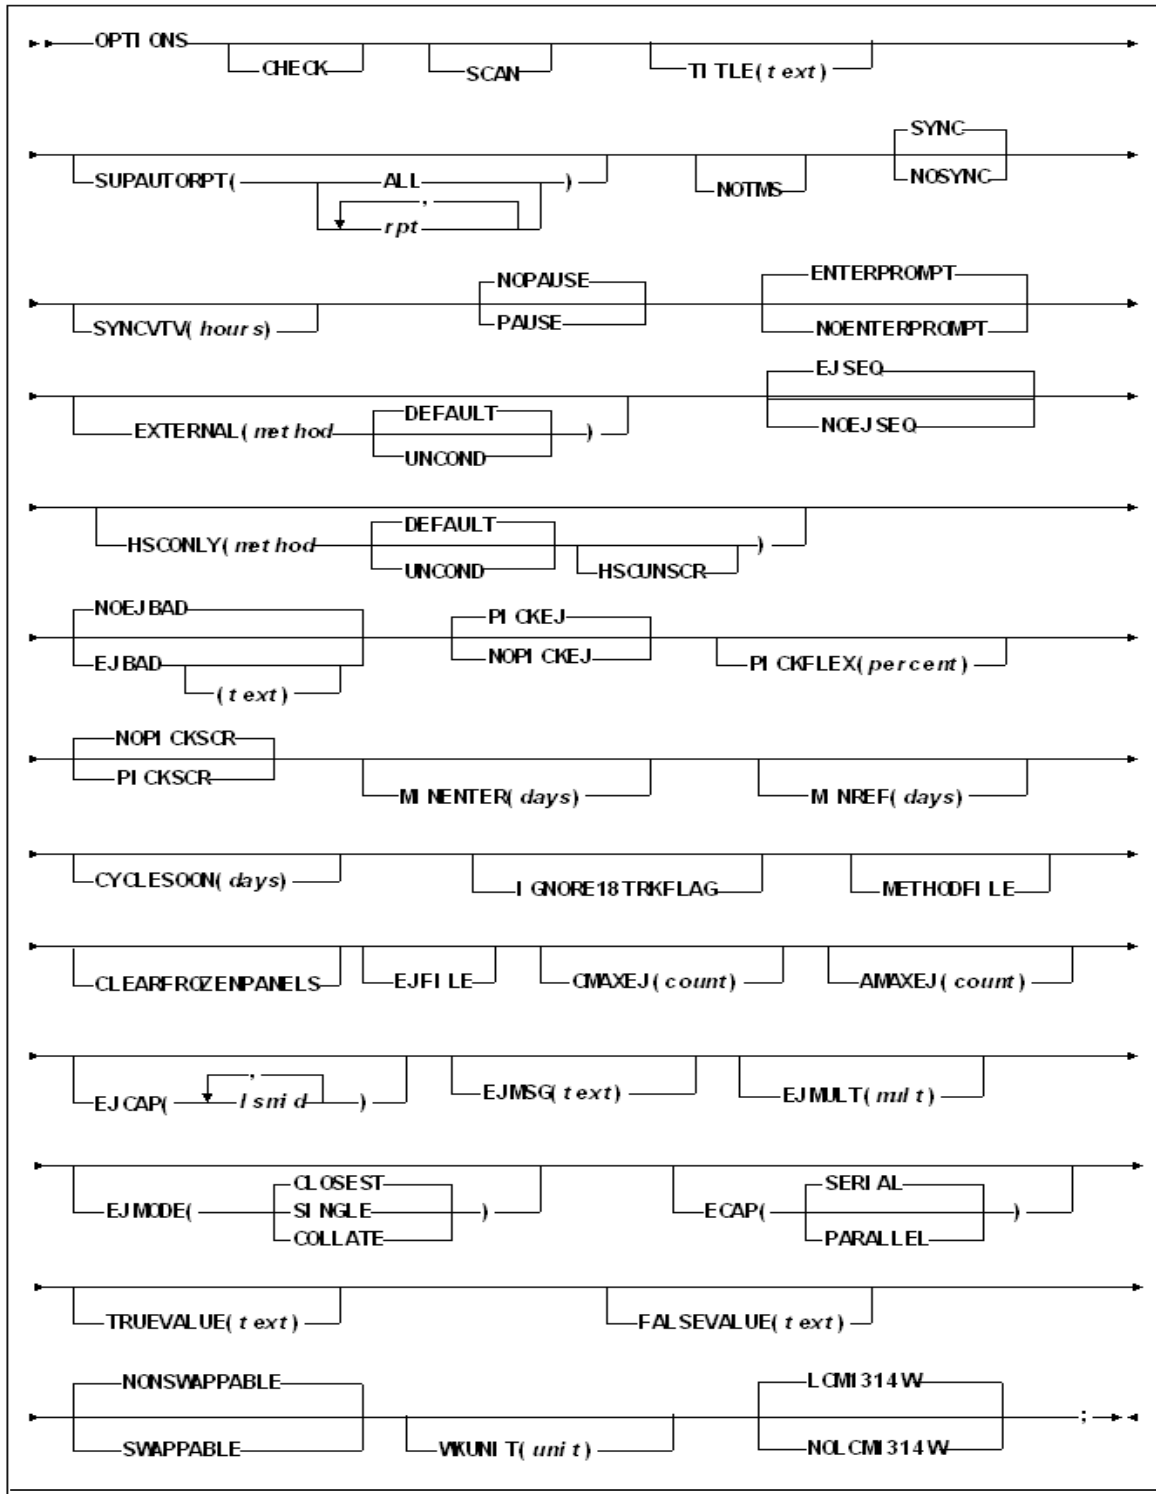 OPTIONS
CHECK SCAN TITLE(text)
SYNC
SUPAUTORPT( ALL ) NOTMS NOSYNC
,
rpt
NOPAUSE ENTERPROMPT
SYNCVTV(hours) PAUSE NOENTERPROMPT
EJSEQ
DEFAULT
EXTERNAL(method ) NOEJSEQ
UNCOND
DEFAULT
HSCONLY(method )
UNCOND HSCUNSCR
NOEJBAD PICKEJ
EJBAD NOPICKEJ PICKFLEX(percent)
(text)
NOPICKSCR
PICKSCR MINENTER(days) MINREF(days)
CYCLESOON(days) IGNORE18TRKFLAG METHODFILE
CLEARFROZENPANELS EJFILE CMAXEJ(count) AMAXEJ(count)
,
EJCAP( lsmid ) EJMSG(text) EJMULT(mult)
CLOSEST SERIAL
EJMODE( SINGLE ) ECAP( )
COLLATE PARALLEL
TRUEVALUE(text) FALSEVALUE(text)
NONSWAPPABLE LCM1314W
;
SWAPPABLE WKUNIT(unit) NOLCM1314W